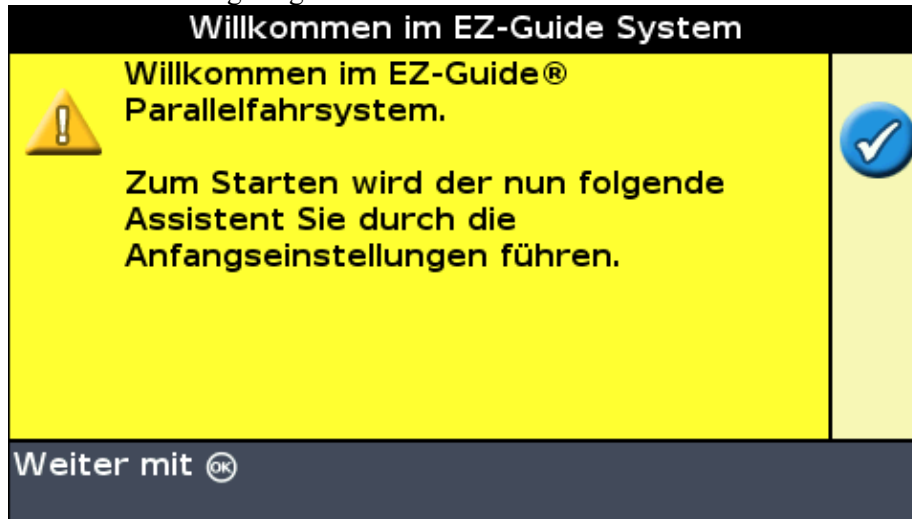 Willkommen im EZ-Guide System
Willkommen im EZ-Guide®
Parallelfahrsystem.
Zum Starten wird der nun folgende
Assistent Sie durch die
Anfangseinstellungen führen.
Weiter mit OK